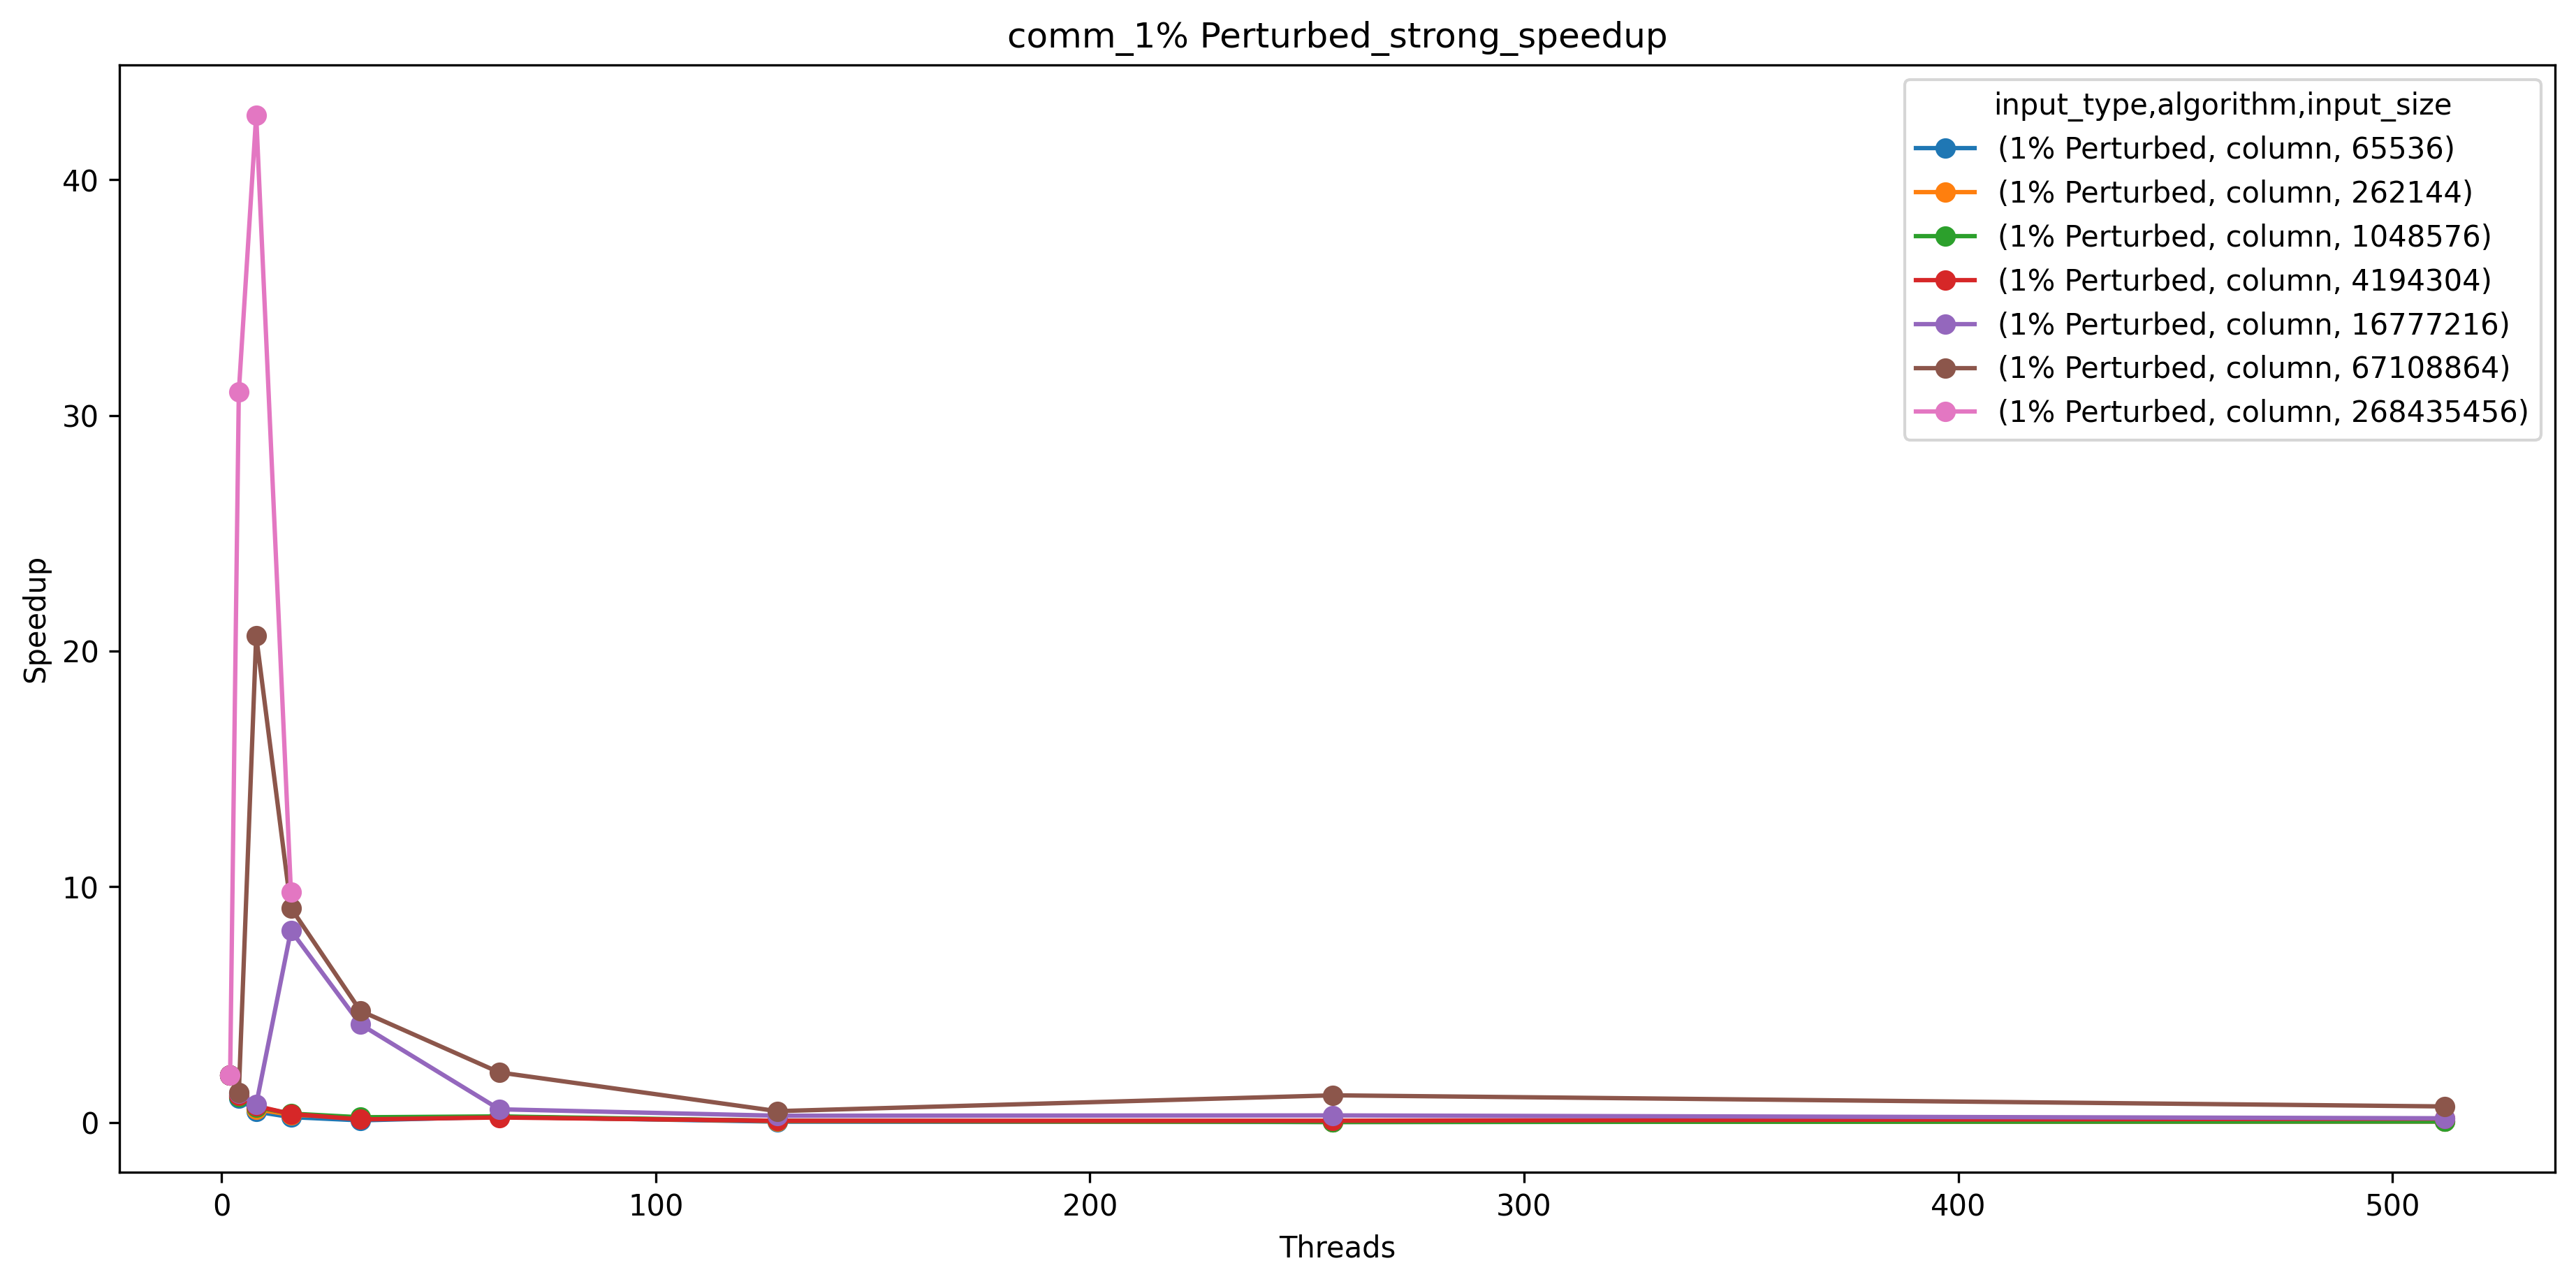 comm_1% Perturbed_strong_speedup
input_type,algorithm,input_size
(1% Perturbed, column, 65536)
(1% Perturbed, column, 262144)
(1% Perturbed, column, 1048576)
(1% Perturbed, column, 4194304)
(1% Perturbed, column, 16777216)
(1% Perturbed, column, 67108864)
(1% Perturbed, column, 268435456)
Speedup
40
30
20
10
0
0 100 200 300 400 500
Threads